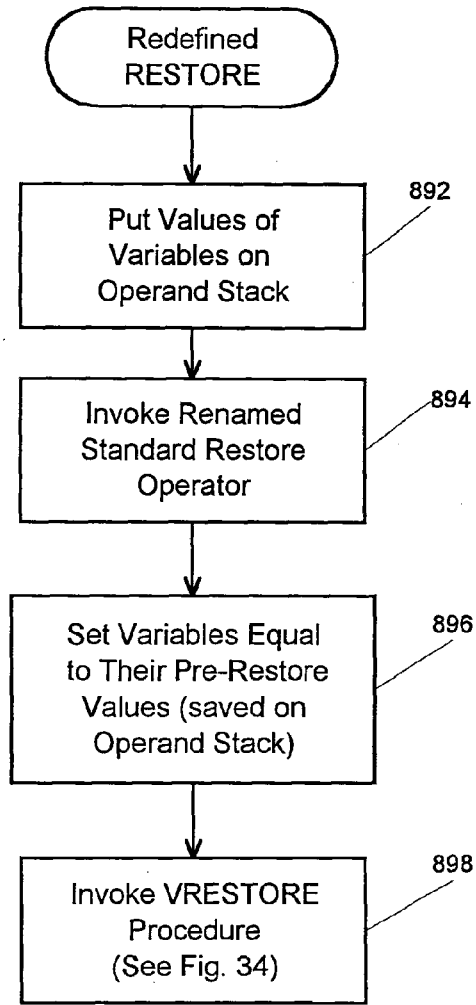 Redefined
RESTORE
892
Put Values of
Variables on
Operand Stack
894
Invoke Renamed
Standard Restore
Operator
896
Set Variables Equal
to Their Pre-Restore
Values (saved on
Operand Stack)
898
Invoke VRESTORE
Procedure
(See Fig. 34)